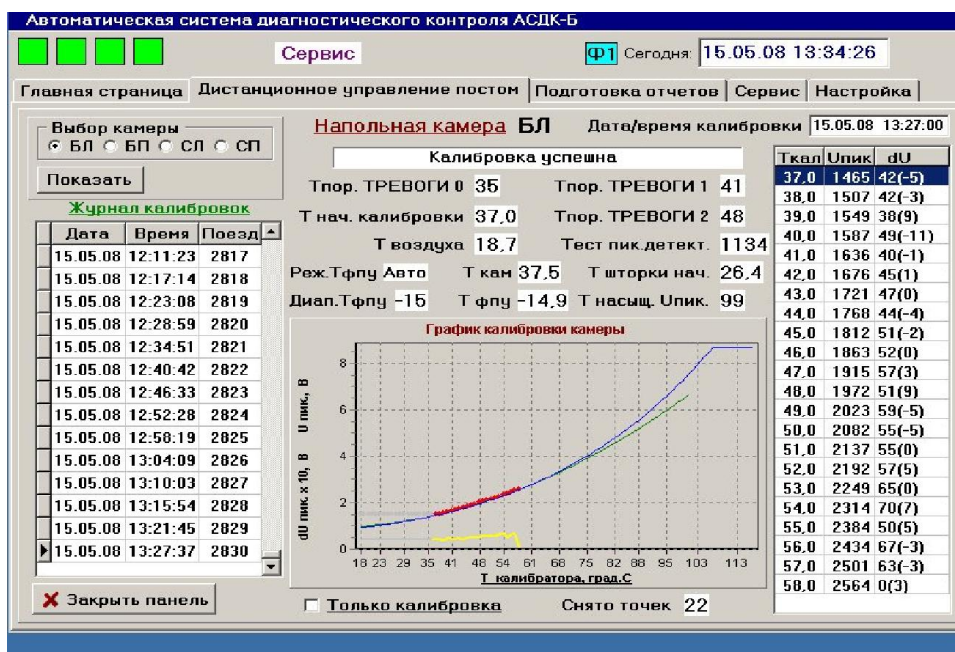 Автоматическая система диагностического контроля АСДК-Б
Сервис Ф1 Сегодня: 15.05.08 13:34:26
Главная страница Дистанционное управление постом Подготовка отчетов Сервис Настройка
Выбор камеры
БЛ БП СЛ СП
Показать
Напольная камера БЛ Дата/время калибровки 15.05.08 13:27:00
Калибровка успешна
Тпор. ТРЕВОГИ 0 35 Тпор. ТРЕВОГИ 1 41
Т нач. калибровки 37,0 Тпор. ТРЕВОГИ 2 48
Т воздуха 18,7 Тест пик.детект. 1134
Реж.Тфпу Авто Т кам 37,5 Т шторки нач. 26,4
Диап.Тфпу -15 Т фпу -14,9 Т насыщ. Uпик. 99
Журнал калибровок
Дата Время Поезд
15.05.08 12:11:23 2817
15.05.08 12:17:14 2818
15.05.08 12:23:08 2819
15.05.08 12:28:59 2820
15.05.08 12:34:51 2821
15.05.08 12:40:42 2822
15.05.08 12:46:33 2823
15.05.08 12:52:28 2824
15.05.08 12:58:19 2825
15.05.08 13:04:09 2826
15.05.08 13:10:03 2827
15.05.08 13:15:54 2828
15.05.08 13:21:45 2829
15.05.08 13:27:37 2830
Закрыть панель
График калибровки камеры
dU пик. x 10, В U пик., В
8
6
4
2
0
18 23 29 35 41 48 54 61 68 75 82 88 95 103 113
Т калибратора, град.С
Только калибровка Снято точек 22
Ткал Uпик dU
37,0 1465 42(-5)
38,0 1507 42(-3)
39,0 1549 38(9)
40,0 1587 49(-11)
41,0 1636 40(-1)
42,0 1676 45(1)
43,0 1721 47(0)
44,0 1768 44(-4)
45,0 1812 51(-2)
46,0 1863 52(0)
47,0 1915 57(3)
48,0 1972 51(9)
49,0 2023 59(-5)
50,0 2082 55(-5)
51,0 2137 55(0)
52,0 2192 57(5)
53,0 2249 65(0)
54,0 2314 70(7)
55,0 2384 50(5)
56,0 2434 67(-3)
57,0 2501 63(-3)
58,0 2564 0(3)